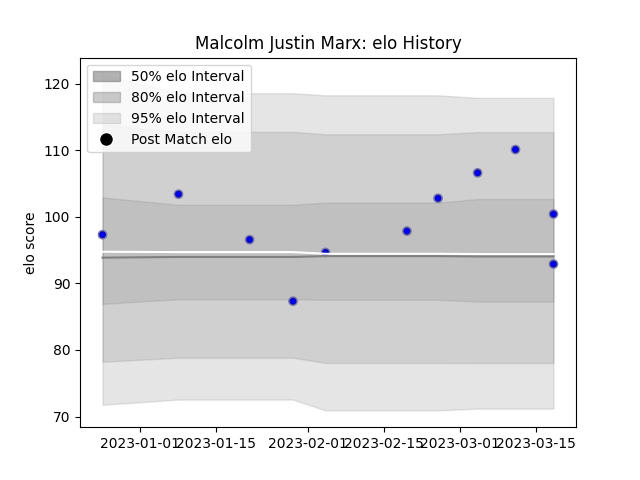 Malcolm Justin Marx: elo History
50% elo Interval
80% elo Interval
95% elo Interval
Post Match elo
elo score
120
110
100
90
80
70
2023-01-01
2023-01-15
2023-02-01
2023-02-15
2023-03-01
2023-03-15